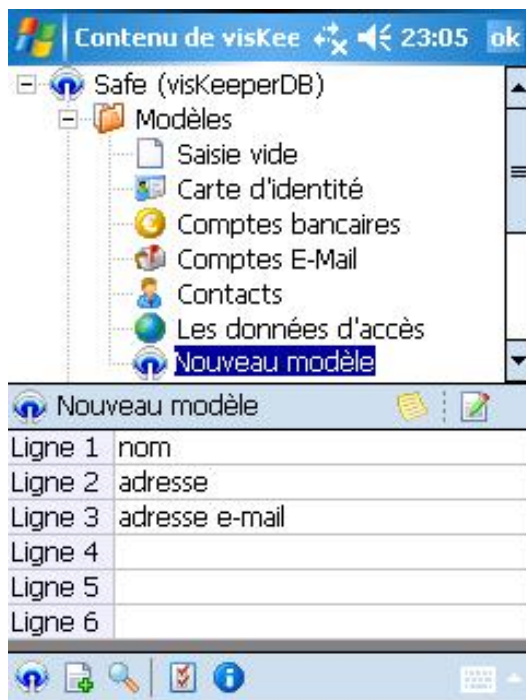 Contenu de visKee 23:05 ok
Safe (visKeeperDB)
Modèles
Saisie vide
Carte d'identité
Comptes bancaires
Comptes E-Mail
Contacts
Les données d'accès
Nouveau modèle
Nouveau modèle
Ligne 1 nom
Ligne 2 adresse
Ligne 3 adresse e-mail
Ligne 4
Ligne 5
Ligne 6